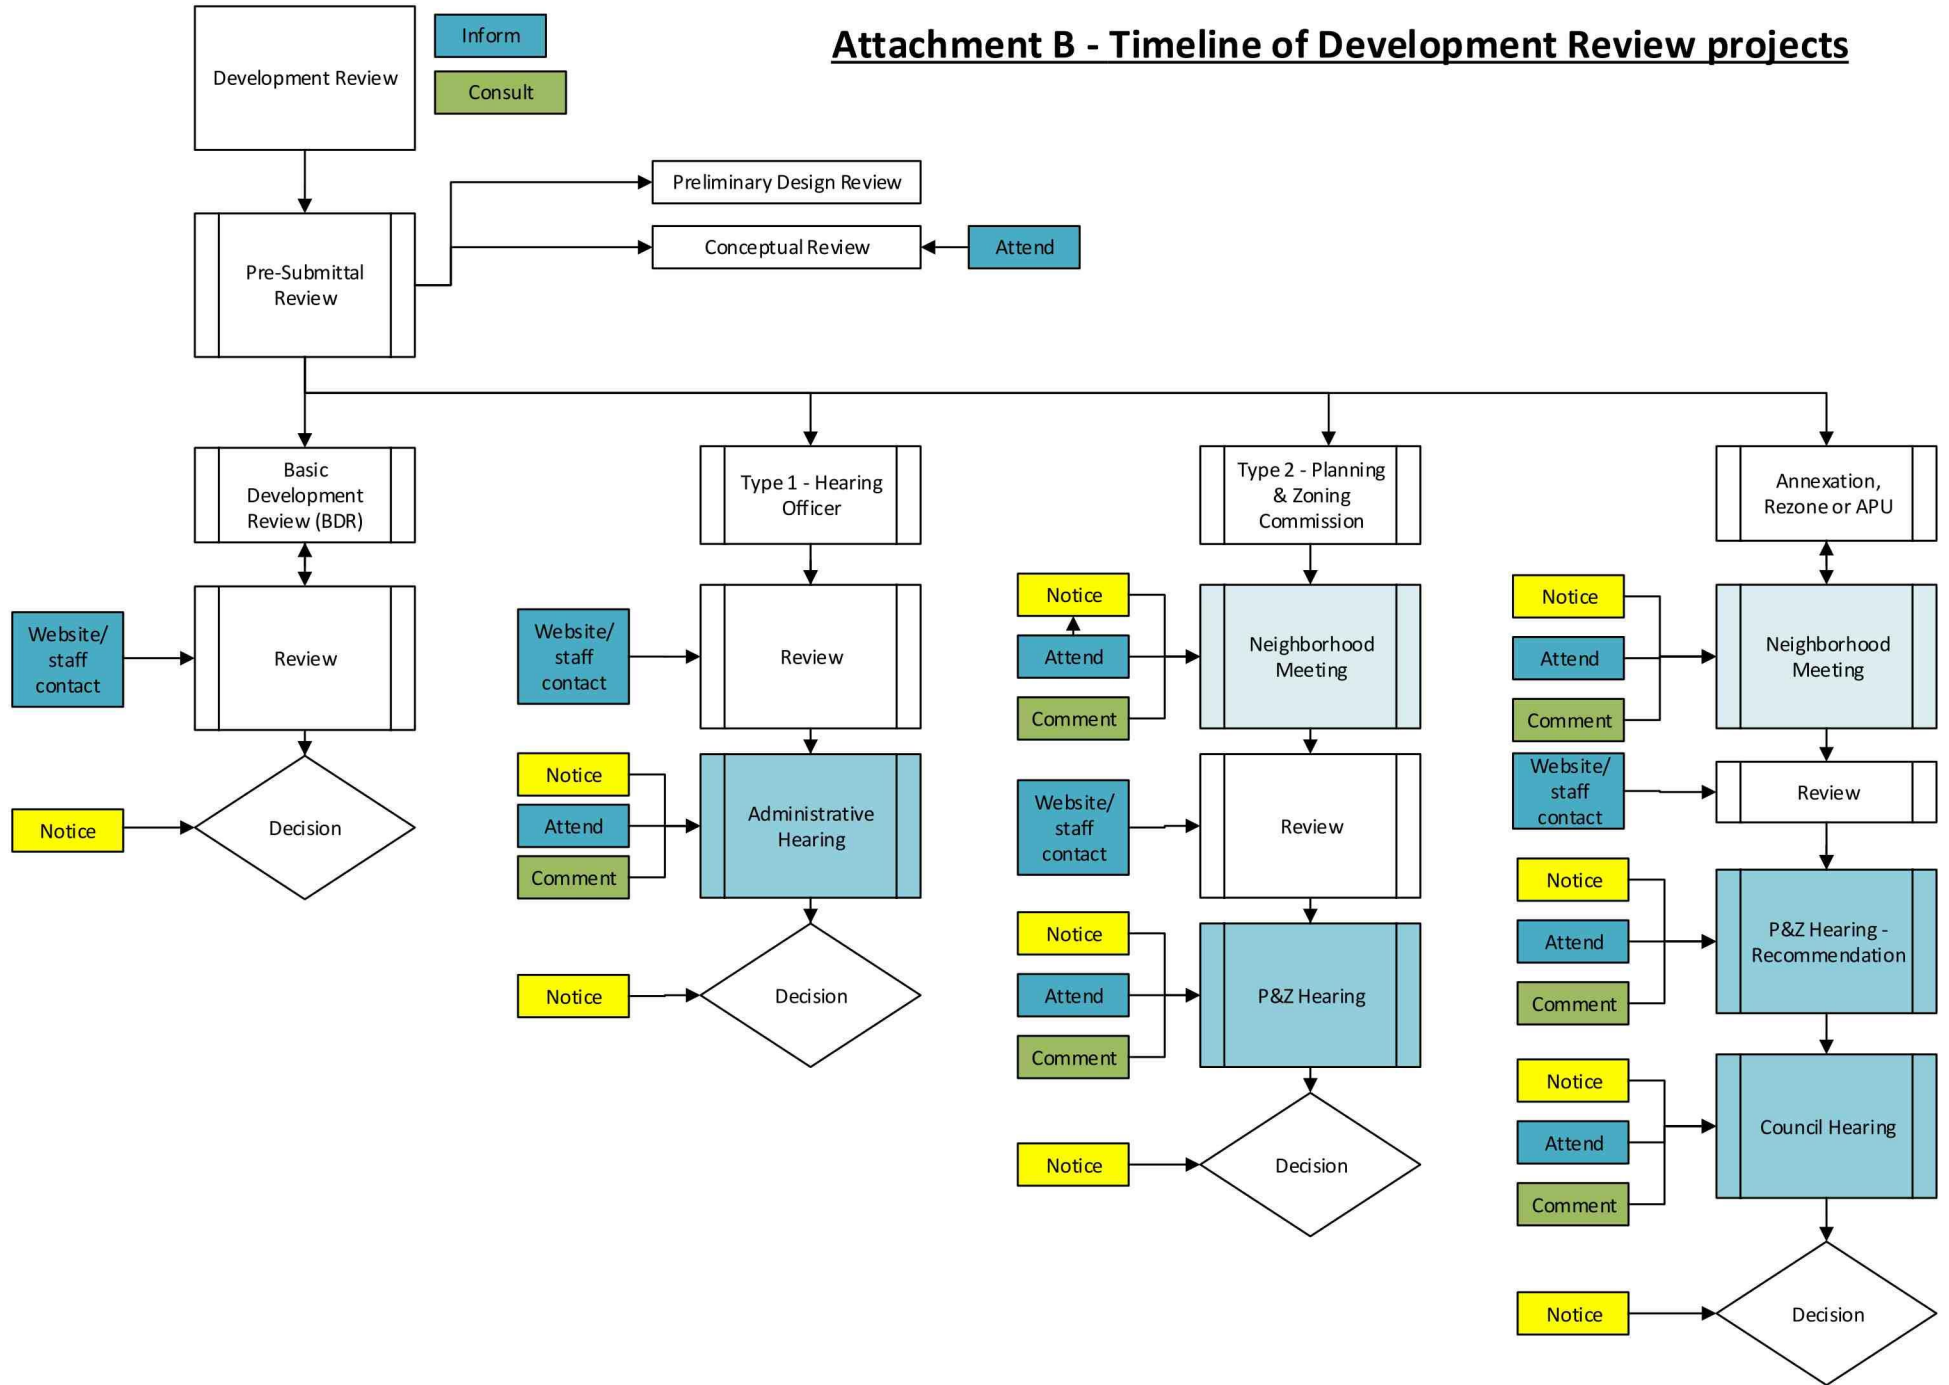 Attachment B - Timeline of Development Review projects
Development Review
Inform
Consult
Preliminary Design Review
Conceptual Review
Attend
Pre-Submittal
Review
Basic
Development
Review (BDR)
Website/
staff
contact
Review
Notice
Decision
Type 1 - Hearing
Officer
Website/
staff
contact
Review
Notice
Attend
Comment
Administrative
Hearing
Notice
Decision
Type 2 - Planning
& Zoning
Commission
Notice
Attend
Comment
Neighborhood
Meeting
Website/
staff
contact
Review
Notice
Attend
Comment
P&Z Hearing
Notice
Decision
Annexation,
Rezone or APU
Notice
Attend
Comment
Neighborhood
Meeting
Website/
staff
contact
Review
Notice
Attend
Comment
P&Z Hearing -
Recommendation
Notice
Attend
Comment
Council Hearing
Notice
Decision